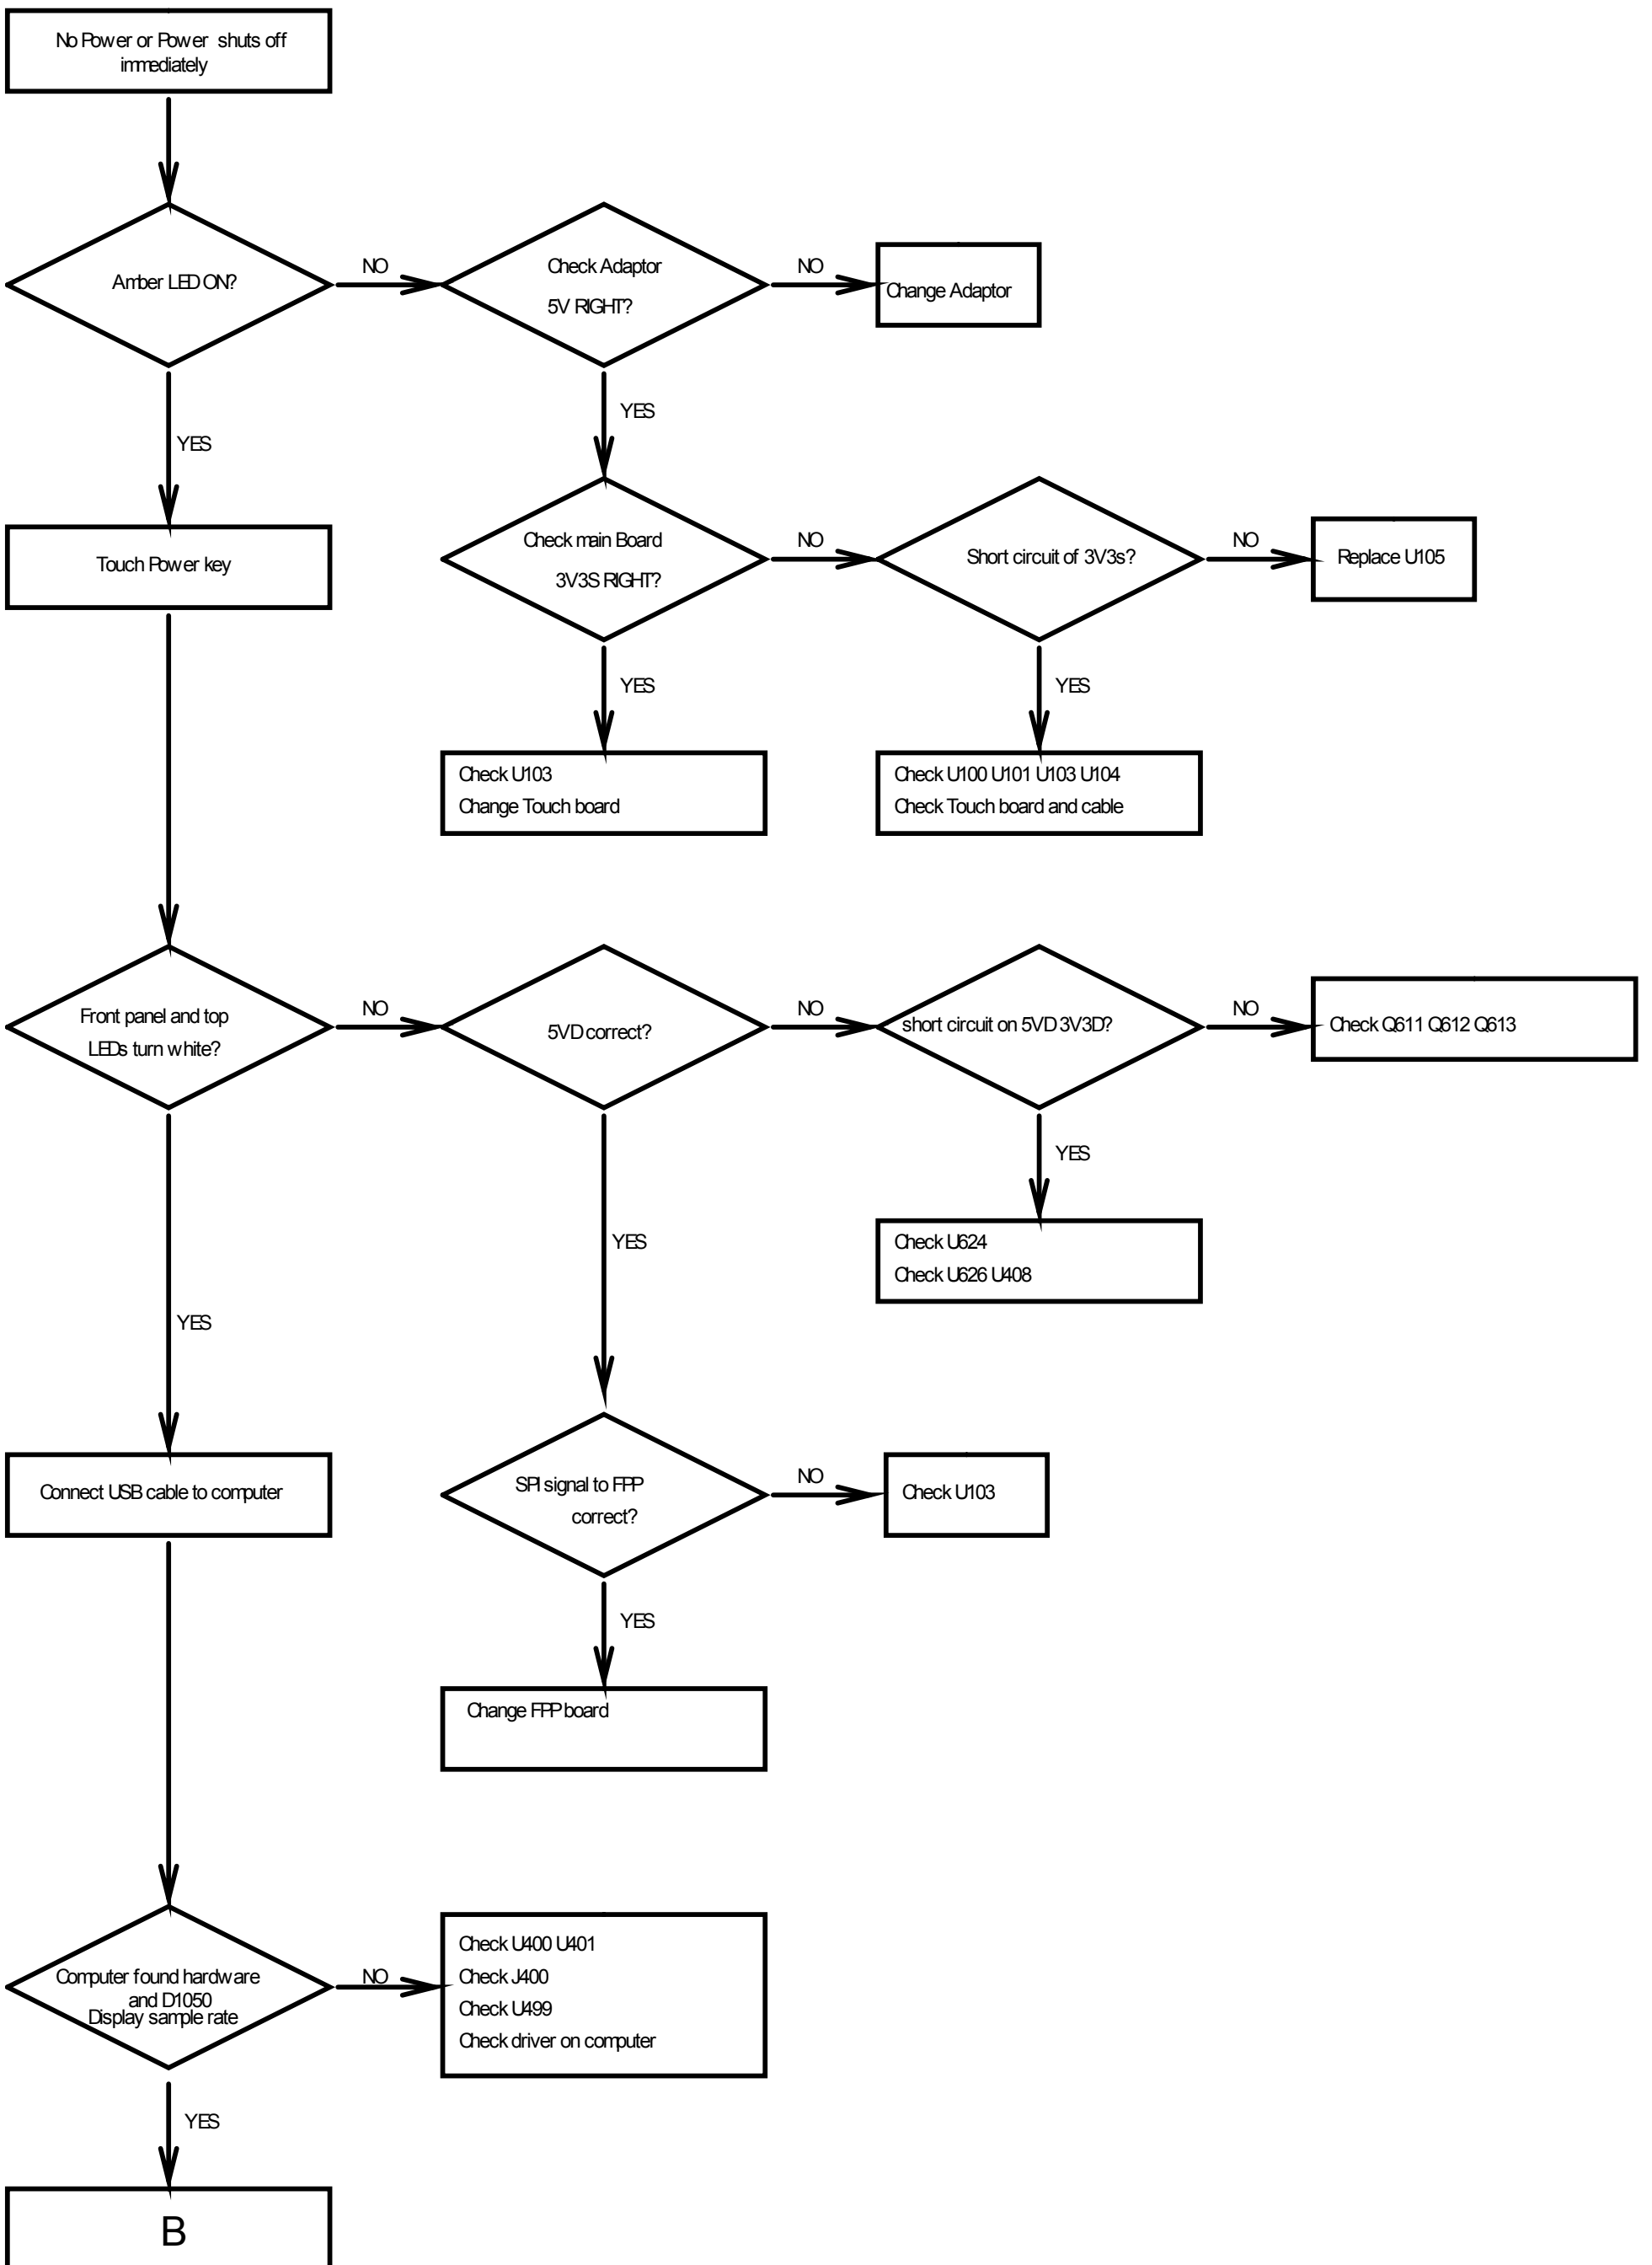 No Power or Power shuts off
immediately
Amber LED ON?
NO
Check Adaptor
5V RIGHT?
NO
Change Adaptor
YES
YES
Touch Power key
Check main Board
3V3S RIGHT?
NO
Short circuit of 3V3s?
NO
Replace U105
YES
YES
Check U103
Change Touch board
Check U100 U101 U103 U104
Check Touch board and cable
Front panel and top
LEDs turn white?
NO
5VD correct?
NO
short circuit on 5VD 3V3D?
NO
Check Q611 Q612 Q613
YES
Check U624
Check U626 U408
YES
YES
Connect USB cable to computer
SPI signal to FPP
correct?
NO
Check U103
YES
Change FPP board
Computer found hardware
and D1050
Display sample rate
NO
Check U400 U401
Check J400
Check U499
Check driver on computer
YES
B